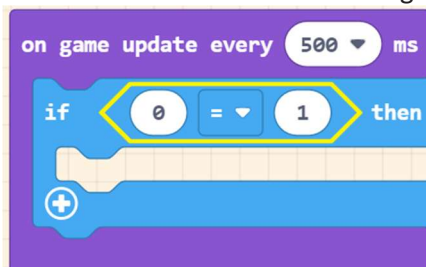 on game update every 500 ms
if 0 = 1 then